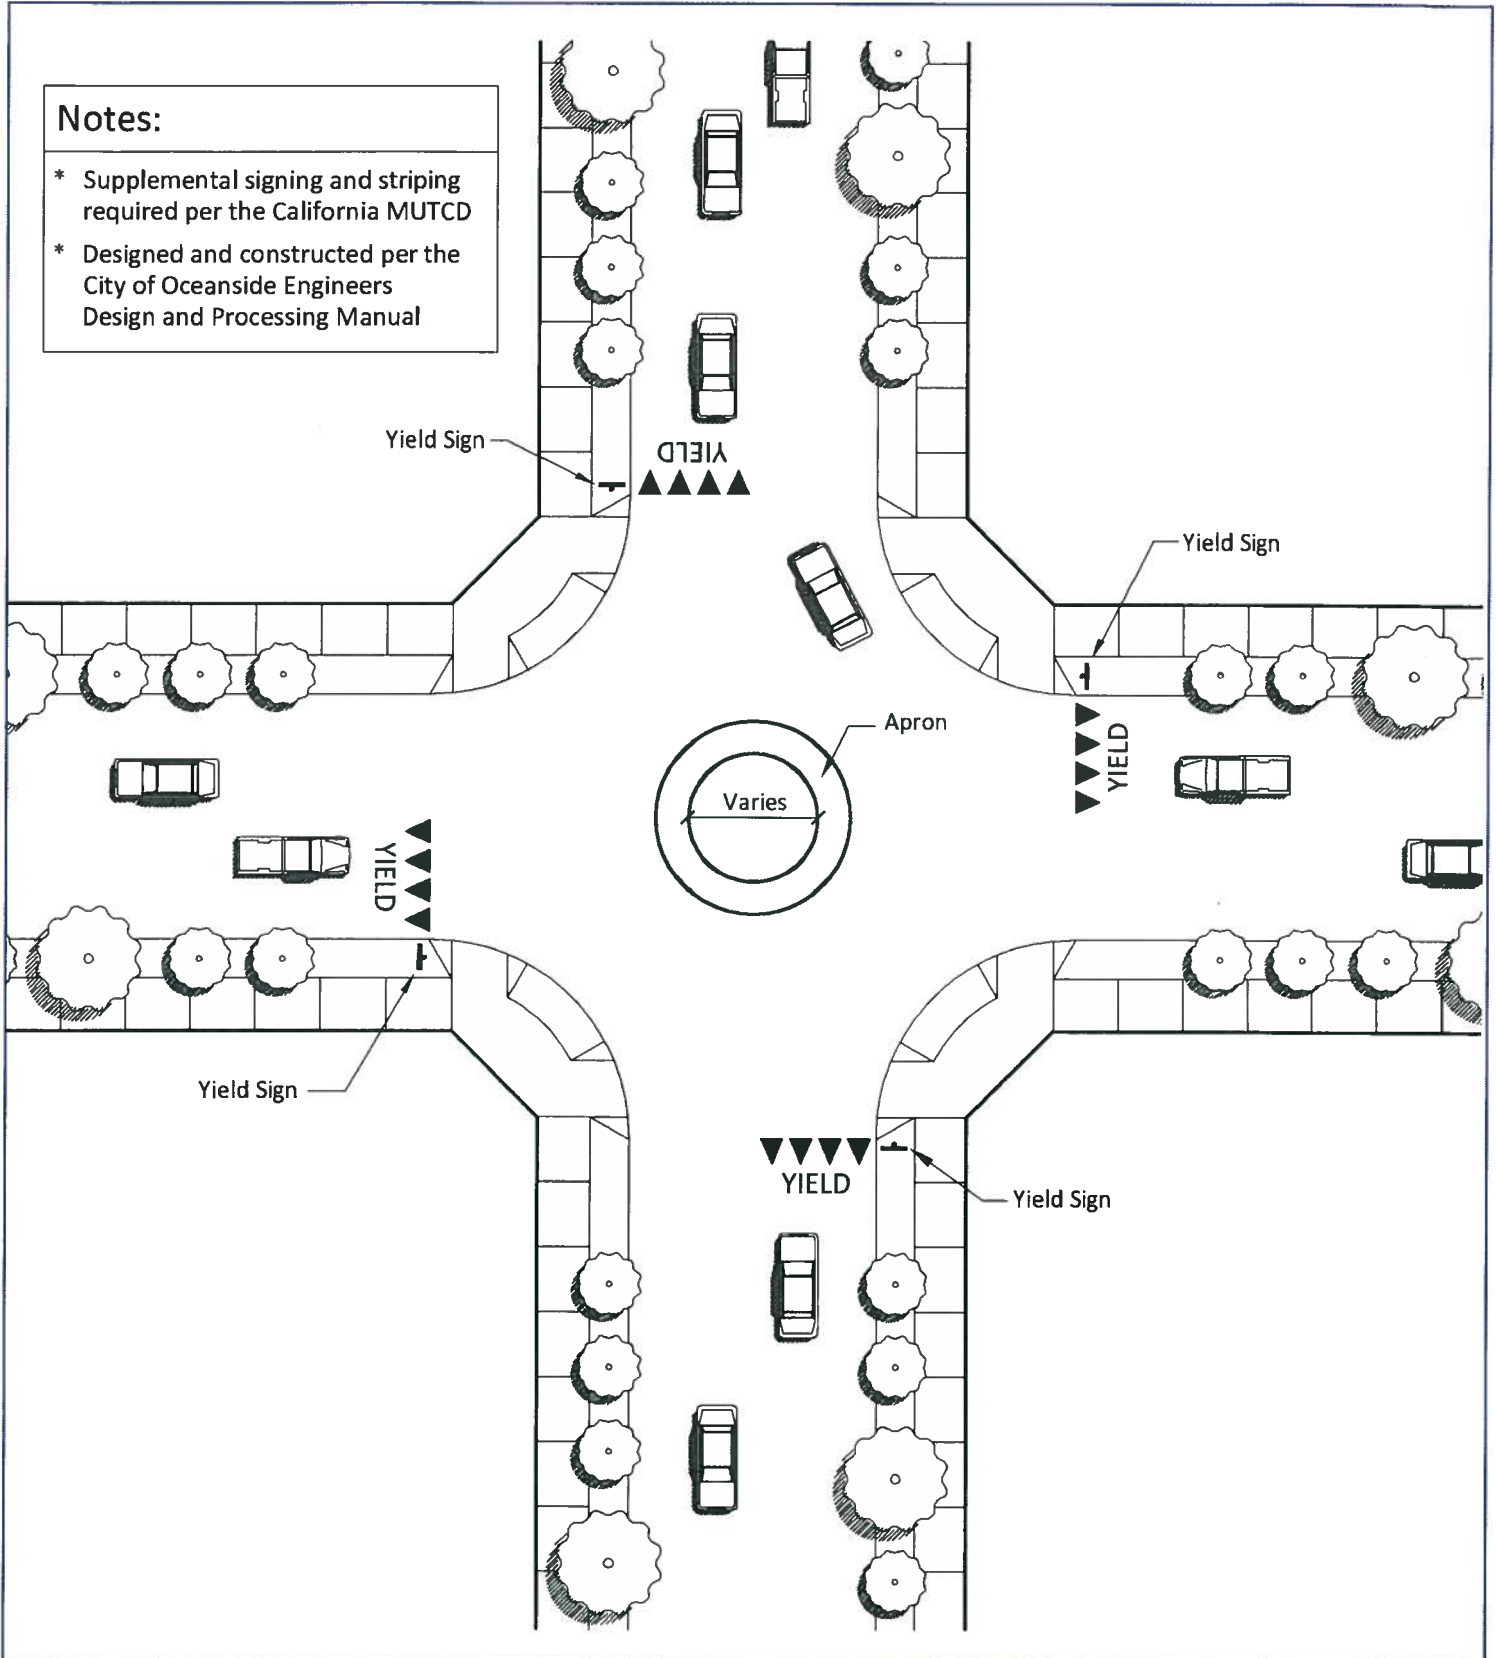 Notes:
* Supplemental signing and striping
required per the California MUTCD
* Designed and constructed per the
City of Oceanside Engineers
Design and Processing Manual
Yield Sign
YIELD
Yield Sign
Apron
YIELD
Varies
YIELD
Yield Sign
YIELD
Yield Sign